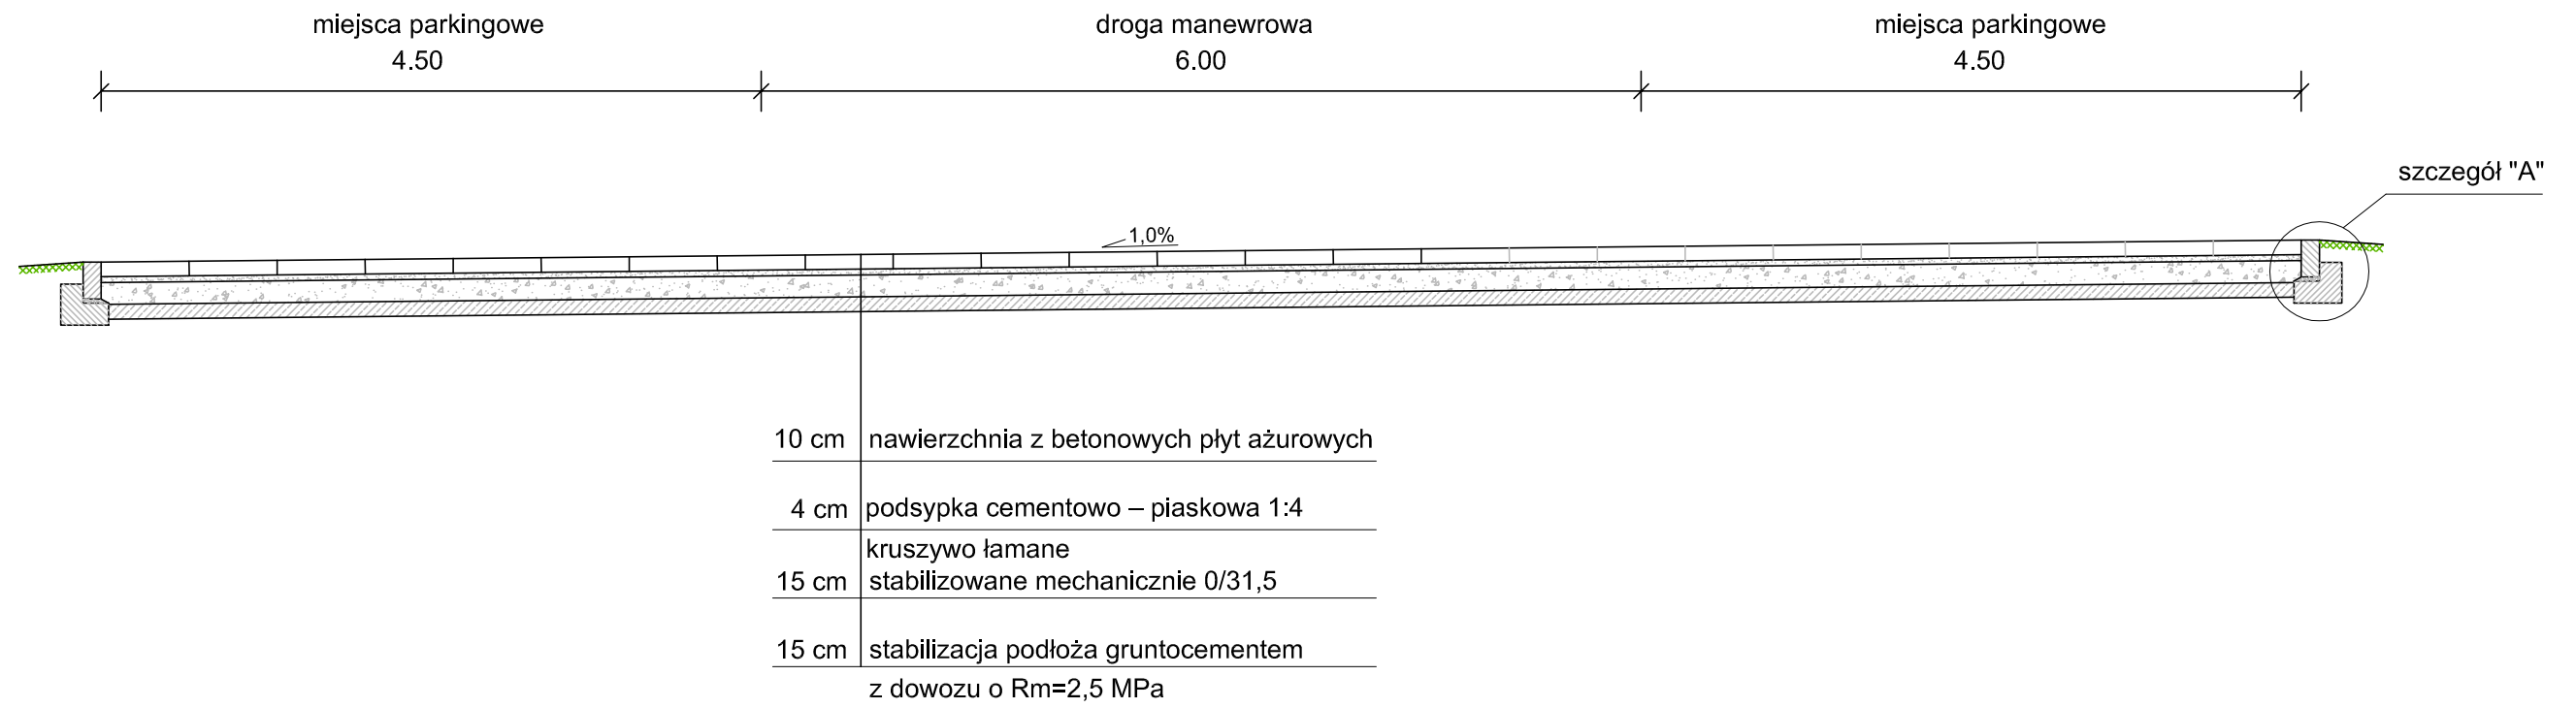 miejsca parkingowe
4.50
droga manewrowa
6.00
miejsca parkingowe
4.50
szczegół "A"
1,0%
10 cm nawierzchnia z betonowych płyt ażurowych
4 cm podsypka cementowo – piaskowa 1:4
kruszywo łamane
15 cm stabilizowane mechanicznie 0/31,5
15 cm stabilizacja podłoża gruntocementem
z dowozu o Rm=2,5 MPa